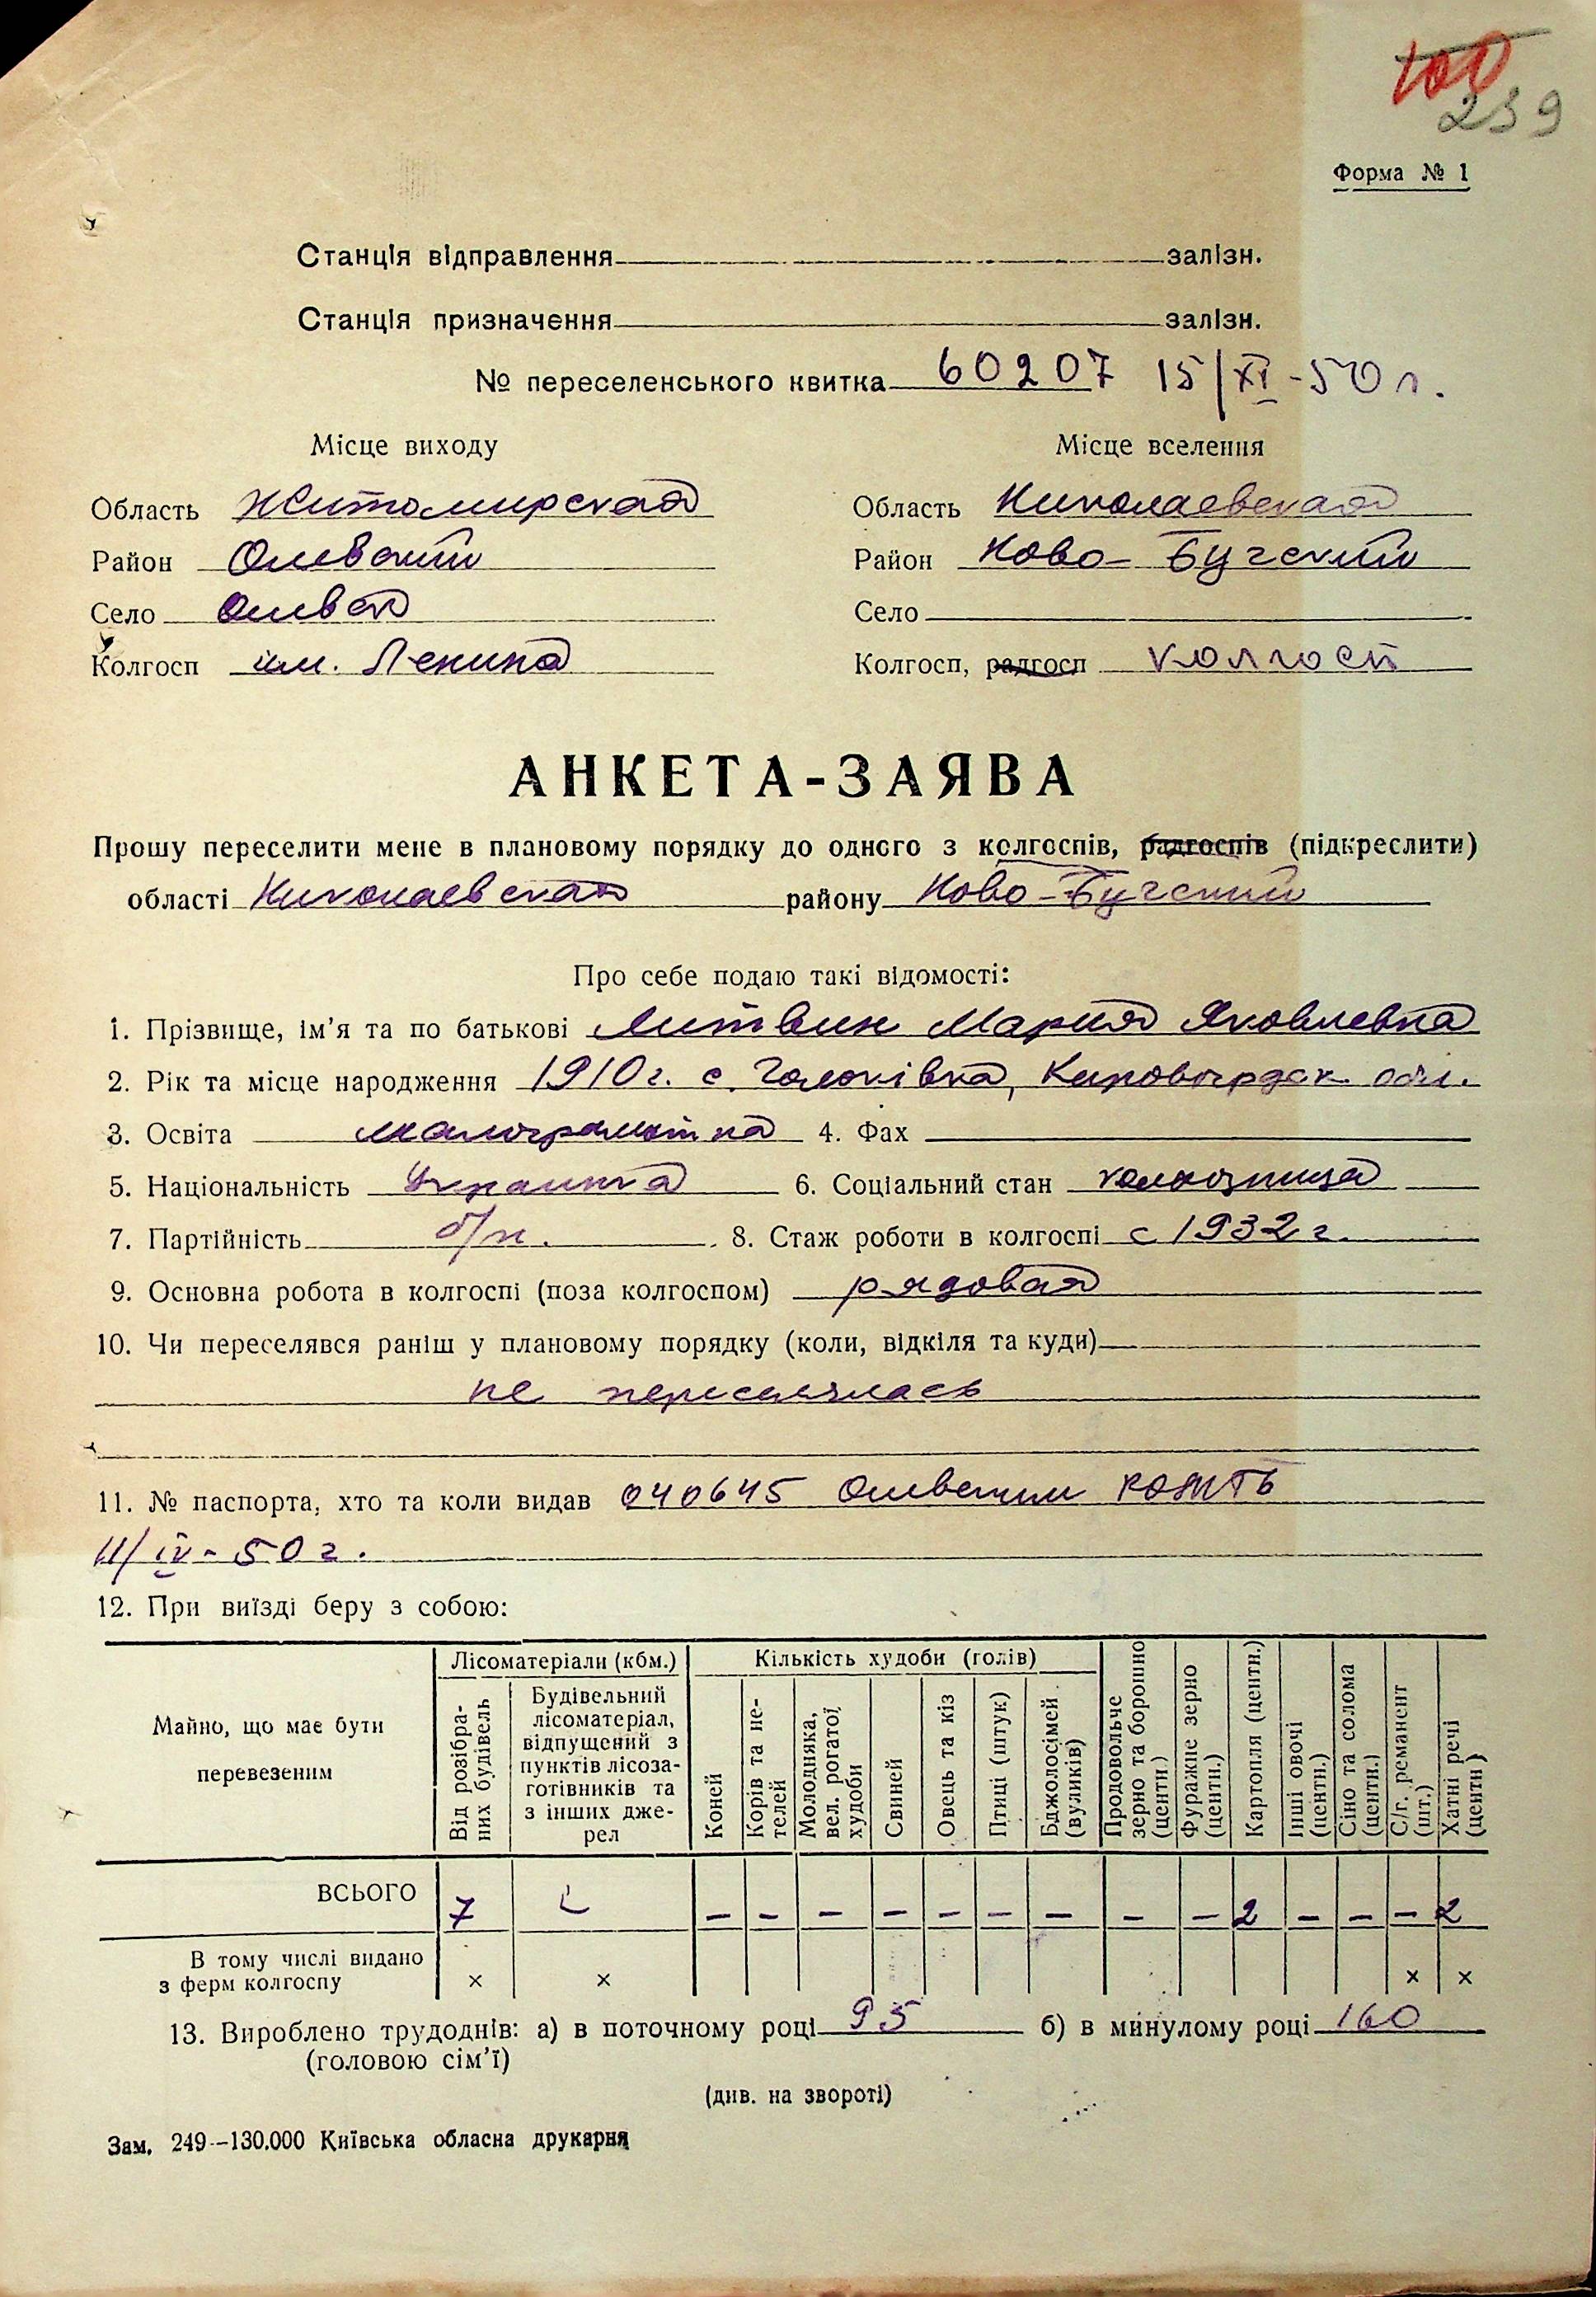 239
Форма № 1
Станція відправлення залізн.
Станція призначення залізн.
№ переселенського квитка 60207 15/XI-50 г.
Місце виходу Місце вселення
Область Житомирская Область Николаевская
Район Олевский Район Ново-Бугский
Село Олевск Село
Колгосп им. Ленина Колгосп, радгосп колгосп
АНКЕТА-ЗАЯВА
Прошу переселити мене в плановому порядку до одного з колгоспів, радгоспів (підкреслити)
області Николаевская району Ново-Бугский
Про себе подаю такі відомості:
1. Прізвище, ім’я та по батькові Литвин Мария Яковлевна
2. Рік та місце народження 1910 г. с. Кировоградск. обл.
3. Освіта малограмотна 4. Фах
5. Національність Украинка 6. Соціальний стан колхозница
7. Партійність б/п. 8. Стаж роботи в колгоспі с 1932 г.
9. Основна робота в колгоспі (поза колгоспом) рядовая
10. Чи переселявся раніш у плановому порядку (коли, відкіля та куди)
не переселялась
11. № паспорта, хто та коли видав 040645 Олевским
11/IV-50 г.
12. При виїзді беру з собою:
Майно, що має бути перевезеним
Лісоматеріали (кбм.)
Від розібраних будівель
Будівельний лісоматеріал, відпущений з пунктів лісозаготівників та з інших джерел
Кількість худоби (голів)
Коней
Корів та нетелей
Молодняка, вел. рогатої худоби
Свиней
Овець та кіз
Птиці (штук)
Бджолосімей (вуликів)
Продовольче зерно та борошно (центн.)
Фуражне зерно (центн.)
Картопля (центн.)
Інші овочі (центн.)
Сіно та солома (центн.)
С/г. реманент (шт.)
Хатні речі (центн)
ВСЬОГО 7 – – – – – – – – – 2 – – – 2
В тому числі видано
з ферм колгоспу × × × ×
13. Вироблено трудоднів: а) в поточному році 95 б) в минулому році 160
(головою сім’ї)
(див. на звороті)
Зам. 249—130.000 Київська обласна друкарня